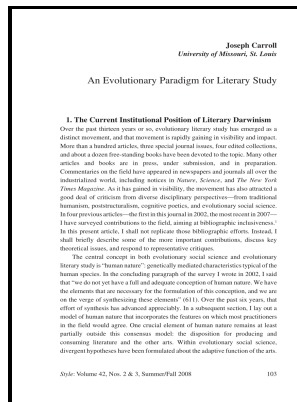 Joseph Carroll
University of Missouri, St. Louis
An Evolutionary Paradigm for Literary Study
1. The Current Institutional Position of Literary Darwinism
Over the past thirty years or so, evolutionary literary study has emerged as a
distinct movement, and that movement is rapidly gaining in visibility and impact.
More than a hundred articles, three special journal issues, four edited collections,
and about a dozen free-standing books have been devoted to the topic. Many other
articles and books are in press, under submission, and in preparation.
Commentaries on the field have appeared in newspapers and journals all over the
industrialized world, including notices in Nature, Science, and The New York
Times Magazine. As it has gained in visibility, the movement has also attracted a
good deal of criticism from diverse disciplinary perspectives—from traditional
humanism, poststructuralism, cognitive poetics, and evolutionary social science.
In four previous articles—the first in this journal in 2002, the most recent in 2007—
I have surveyed contributions to the field, aiming at bibliographic inclusiveness.1
In this present article, I shall not replicate those bibliographic efforts. Instead, I
shall briefly describe some of the more important contributions, discuss key
theoretical issues, and respond to representative critiques.
The central concept in both evolutionary social science and evolutionary
literary study is "human nature": genetically mediated characteristics typical of the
human species. In the concluding paragraph of the survey I wrote in 2002, I said
that "we do not yet have a full and adequate conception of human nature. We have
the elements that are necessary for the formulation of this conception, and we are
on the verge of synthesizing these elements" (611). Over the past six years, that
effort of synthesis has advanced appreciably. In a subsequent section, I lay out a
model of human nature that incorporates the features on which most practitioners
in the field would agree. One crucial element of human nature remains at least
partially outside this consensus model: the disposition for producing and
consuming literature and the other arts. Within evolutionary social science,
divergent hypotheses have been formulated about the adaptive function of the arts.
Style: Volume 42, Nos. 2 & 3, Summer/Fall 2008 103